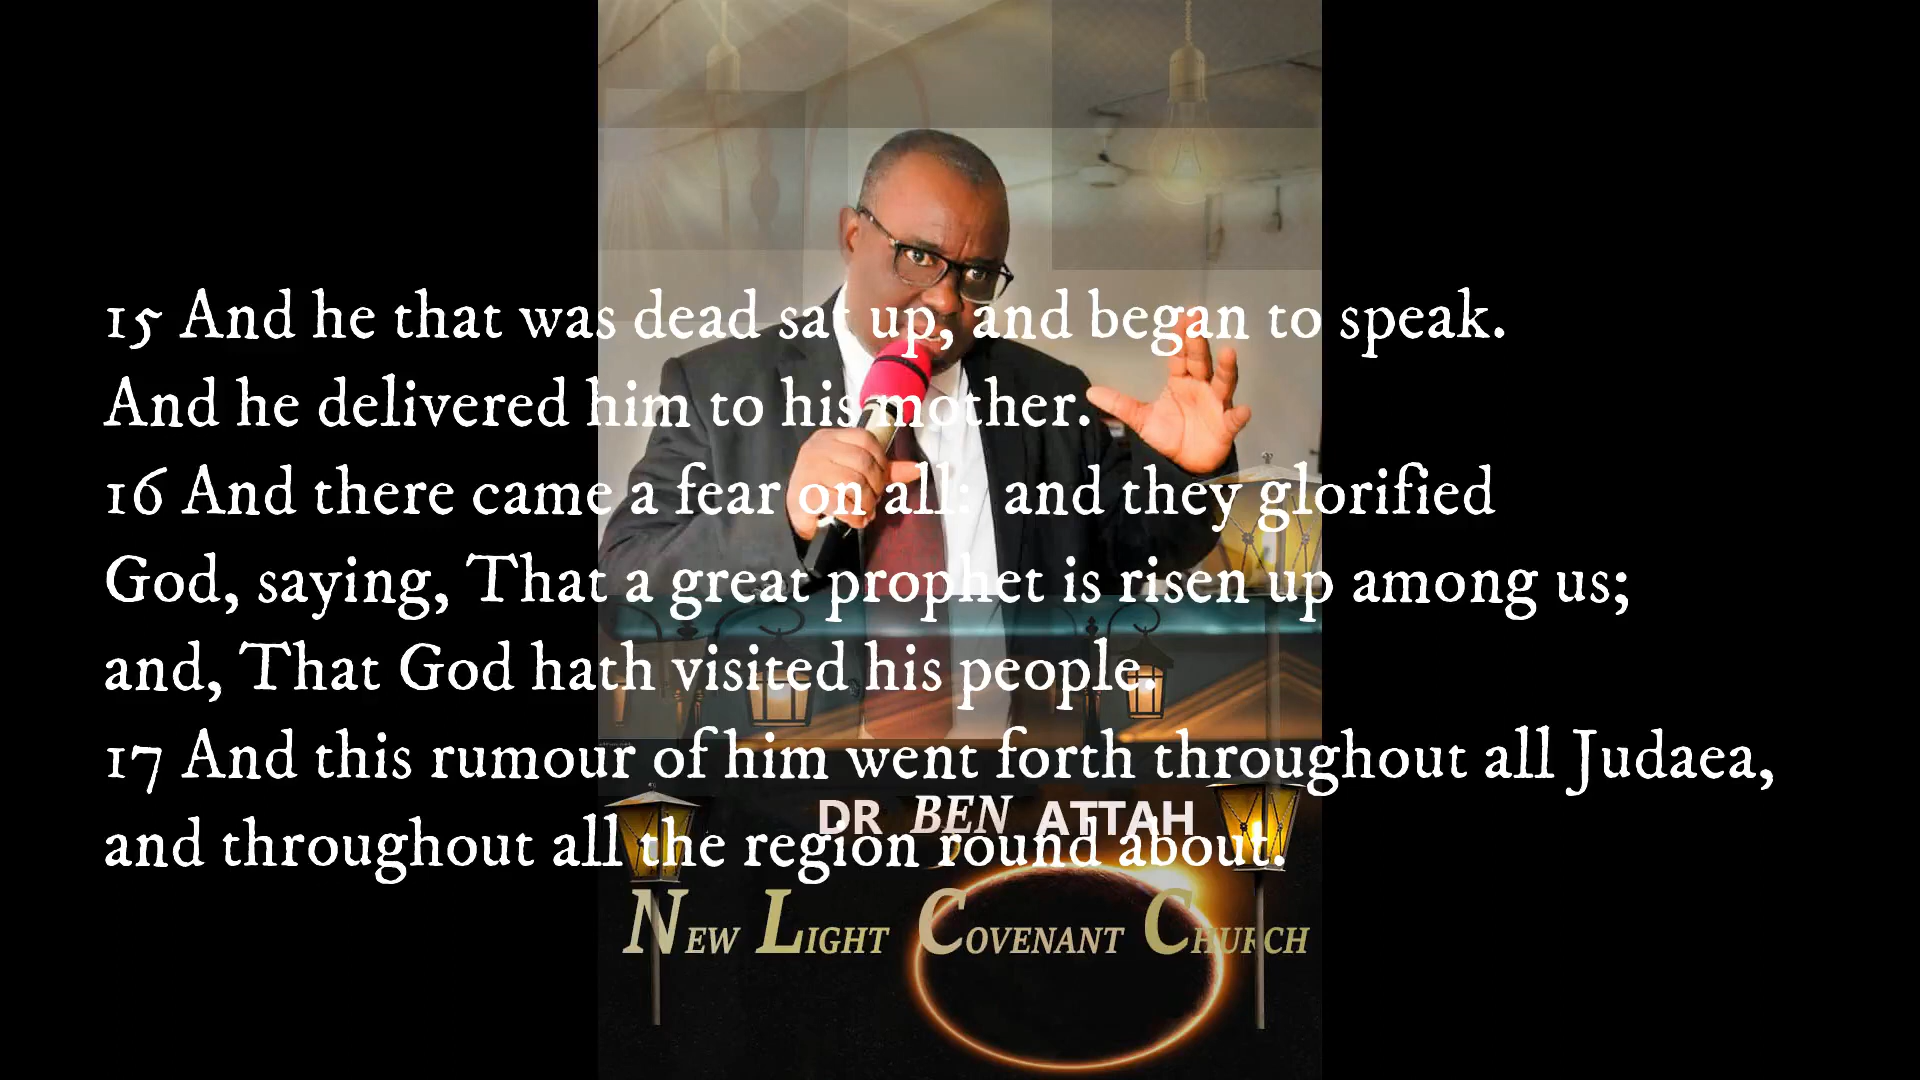 15 And he that was dead sat up, and began to speak.
And he delivered him to his mother.
16 And there came a fear on all: and they glorified
God, saying, That a great prophet is risen up among us;
and, That God hath visited his people.
17 And this rumour of him went forth throughout all Judaea,
DR BEN ATTAH
and throughout all the region round about.
NEW LIGHT COVENANT CHURCH